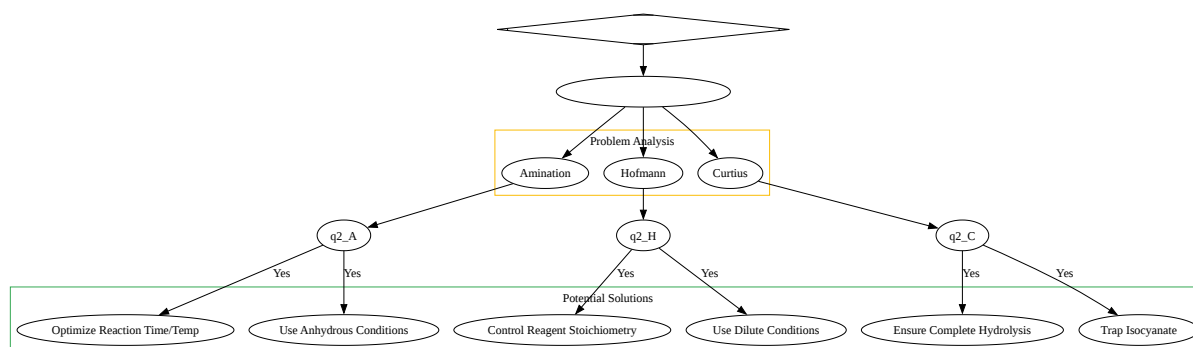 Problem Analysis
Amination
Hofmann
Curtius
q2_A
q2_H
q2_C
Yes
Yes
Yes
Yes
Yes
Yes
Potential Solutions
Optimize Reaction Time/Temp
Use Anhydrous Conditions
Control Reagent Stoichiometry
Use Dilute Conditions
Ensure Complete Hydrolysis
Trap Isocyanate